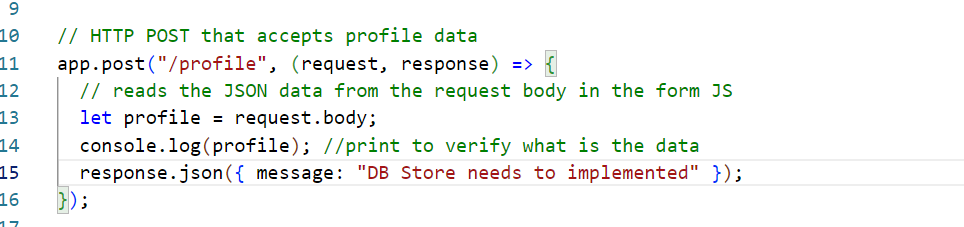 9
10 // HTTP POST that accepts profile data
11 app.post("/profile", (request, response) => {
12 // reads the JSON data from the request body in the form JS
13 let profile = request.body;
14 console.log(profile); //print to verify what is the data
15 response.json({ message: "DB Store needs to implemented" });
16 });
17